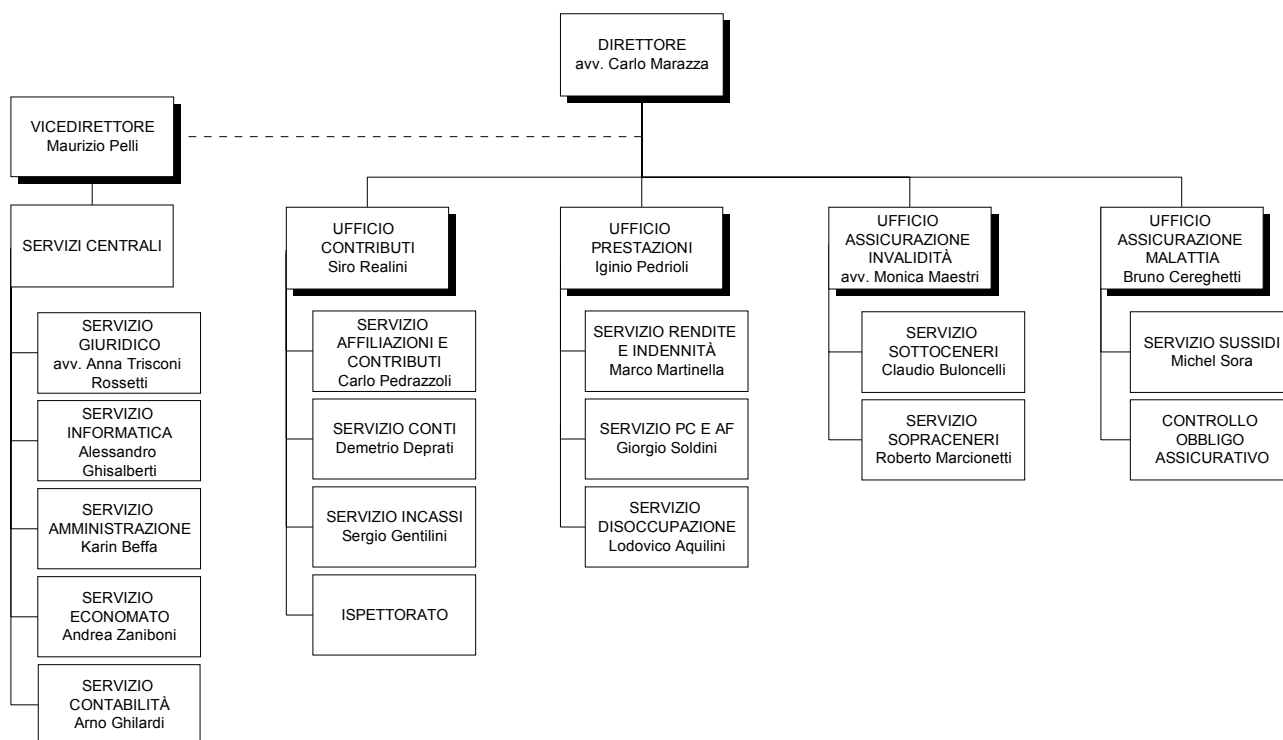 DIRETTORE
avv. Carlo Marazza
VICEDIRETTORE
Maurizio Pelli
SERVIZI CENTRALI
SERVIZIO
GIURIDICO
avv. Anna Trisconi
Rossetti
SERVIZIO
INFORMATICA
Alessandro
Ghisalberti
SERVIZIO
AMMINISTRAZIONE
Karin Beffa
SERVIZIO
ECONOMATO
Andrea Zaniboni
SERVIZIO
CONTABILITÀ
Arno Ghilardi
UFFICIO
CONTRIBUTI
Siro Realini
SERVIZIO
AFFILIAZIONI E
CONTRIBUTI
Carlo Pedrazzoli
SERVIZIO CONTI
Demetrio Deprati
SERVIZIO INCASSI
Sergio Gentilini
ISPETTORATO
UFFICIO
PRESTAZIONI
Iginio Pedrioli
SERVIZIO RENDITE
E INDENNITÀ
Marco Martinella
SERVIZIO PC E AF
Giorgio Soldini
SERVIZIO
DISOCCUPAZIONE
Lodovico Aquilini
UFFICIO
ASSICURAZIONE
INVALIDITÀ
avv. Monica Maestri
SERVIZIO
SOTTOCENERI
Claudio Buloncelli
SERVIZIO
SOPRACENERI
Roberto Marcionetti
UFFICIO
ASSICURAZIONE
MALATTIA
Bruno Cereghetti
SERVIZIO SUSSIDI
Michel Sora
CONTROLLO
OBBLIGO
ASSICURATIVO